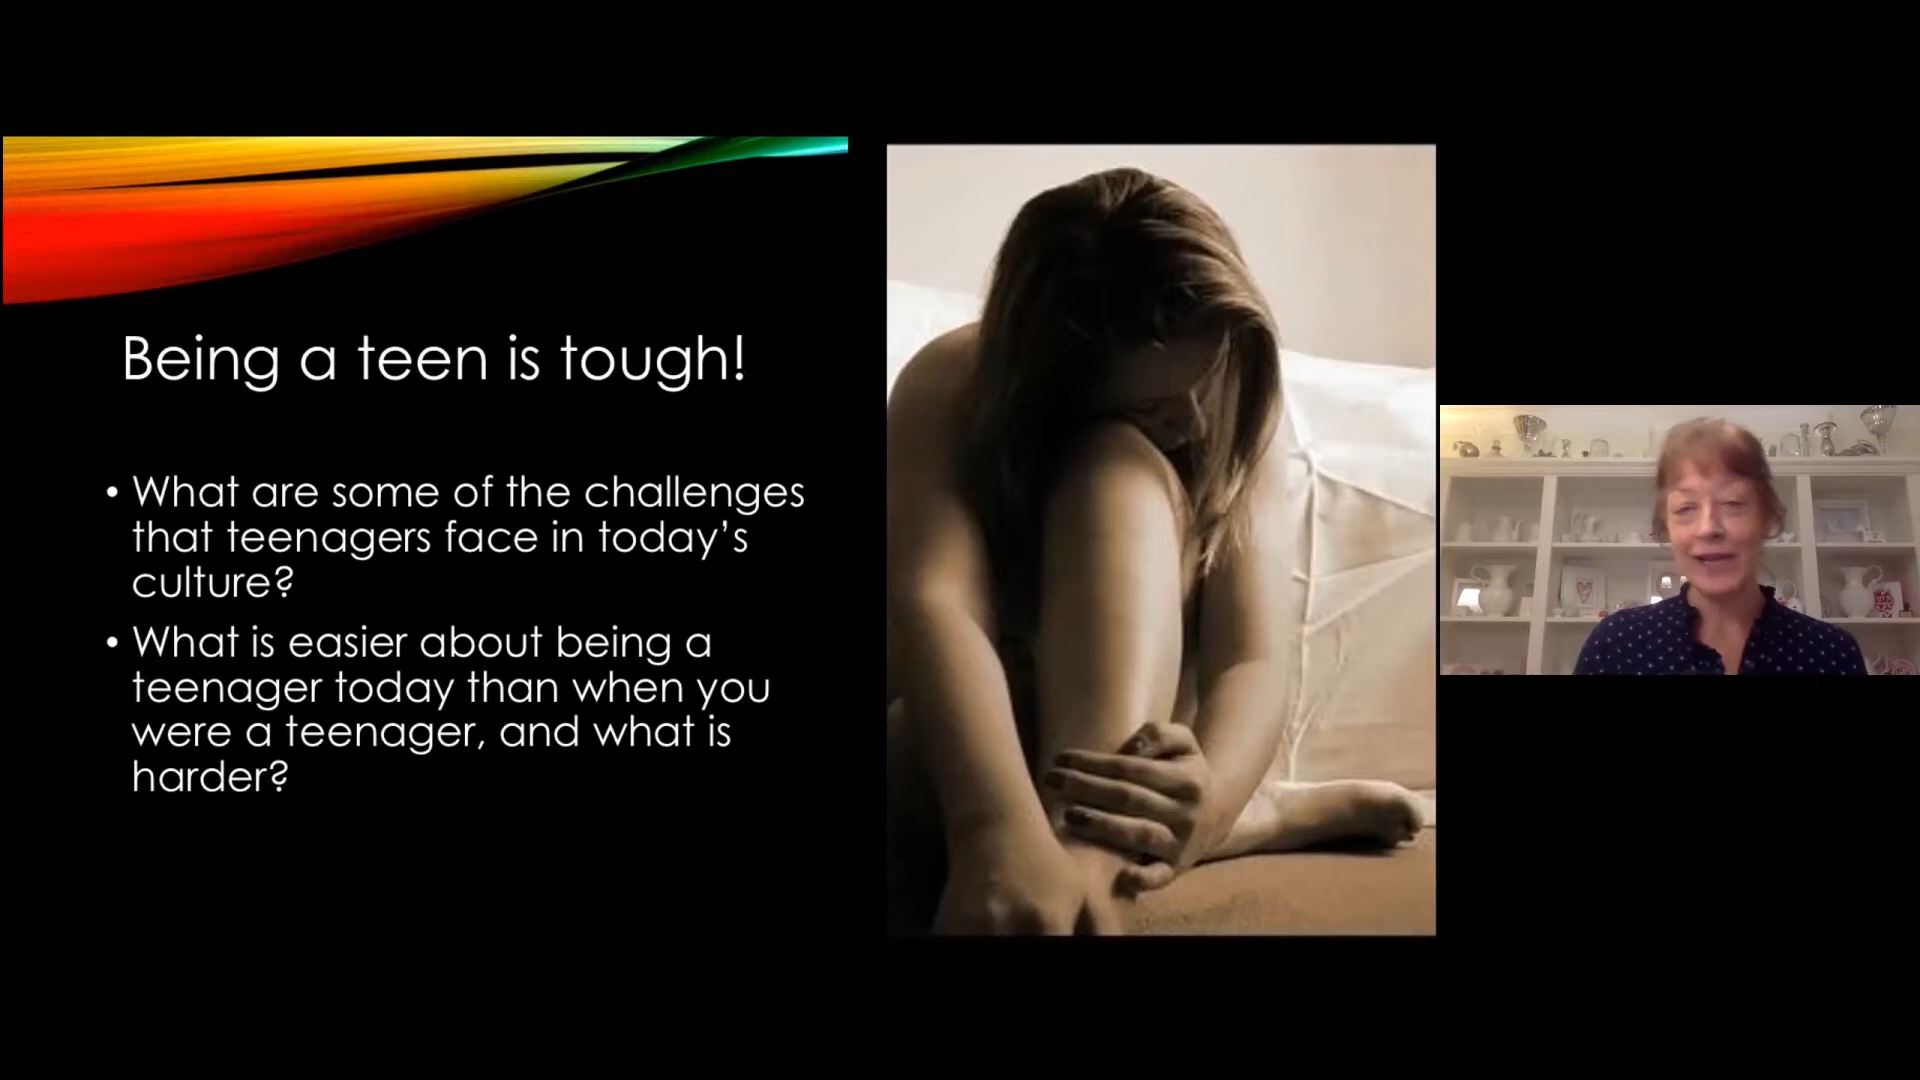 Being a teen is tough!
• What are some of the challenges
that teenagers face in today’s
culture?
• What is easier about being a
teenager today than when you
were a teenager, and what is
harder?